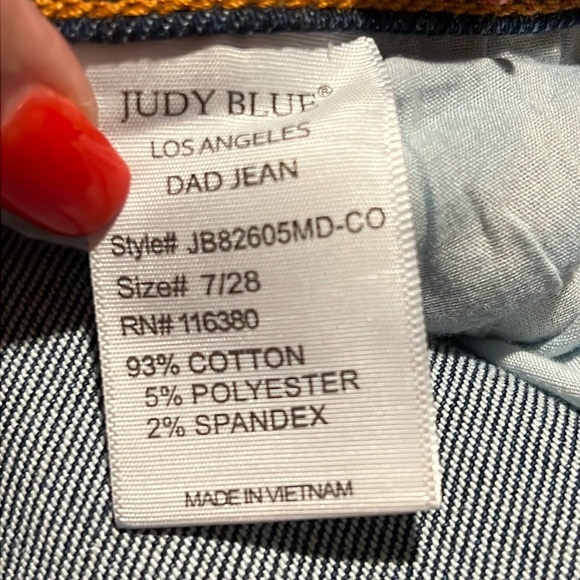 JUDY BLUE®
LOS ANGELES
DAD JEAN
Style# JB82605MD-CO
Size# 7/28
RN# 116380
93% COTTON
5% POLYESTER
2% SPANDEX
MADE IN VIETNAM